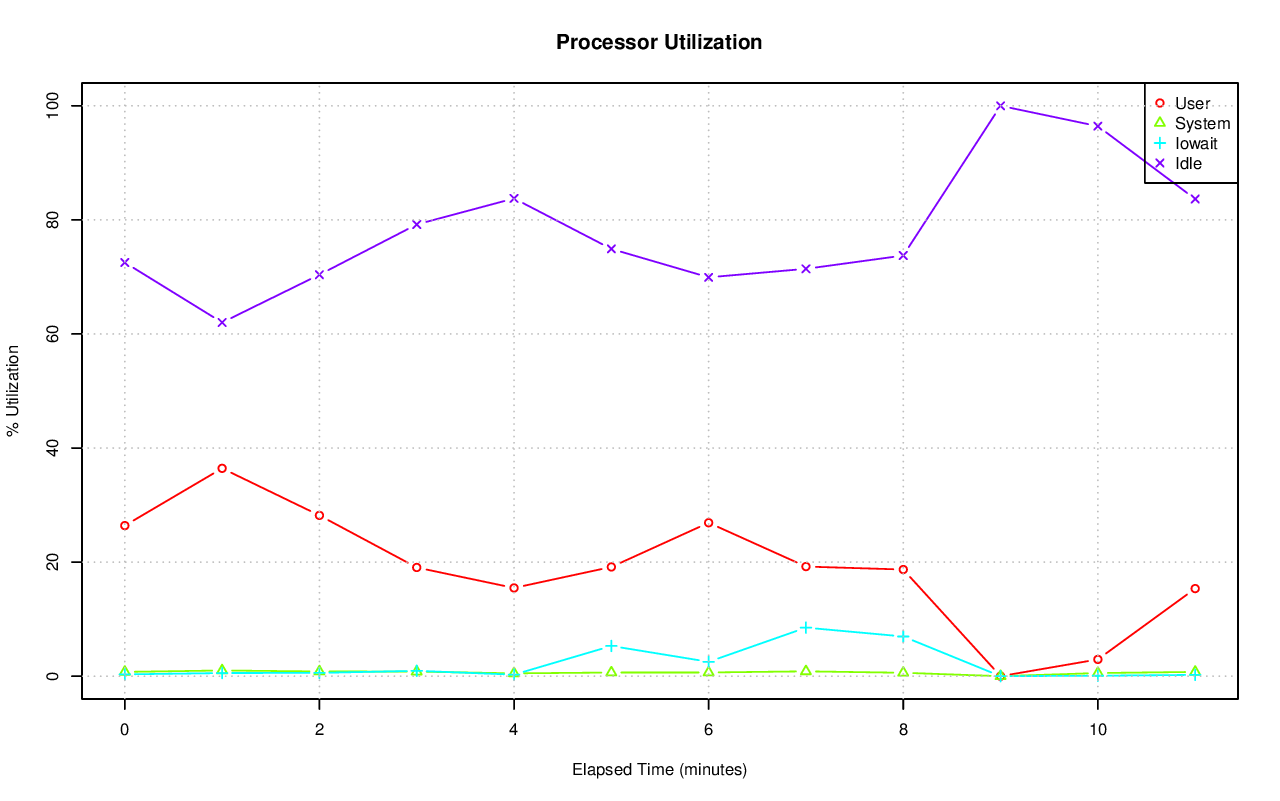 Processor Utilization
User
System
Iowait
Idle
100
80
60
40
20
0
% Utilization
0 2 4 6 8 10
Elapsed Time (minutes)